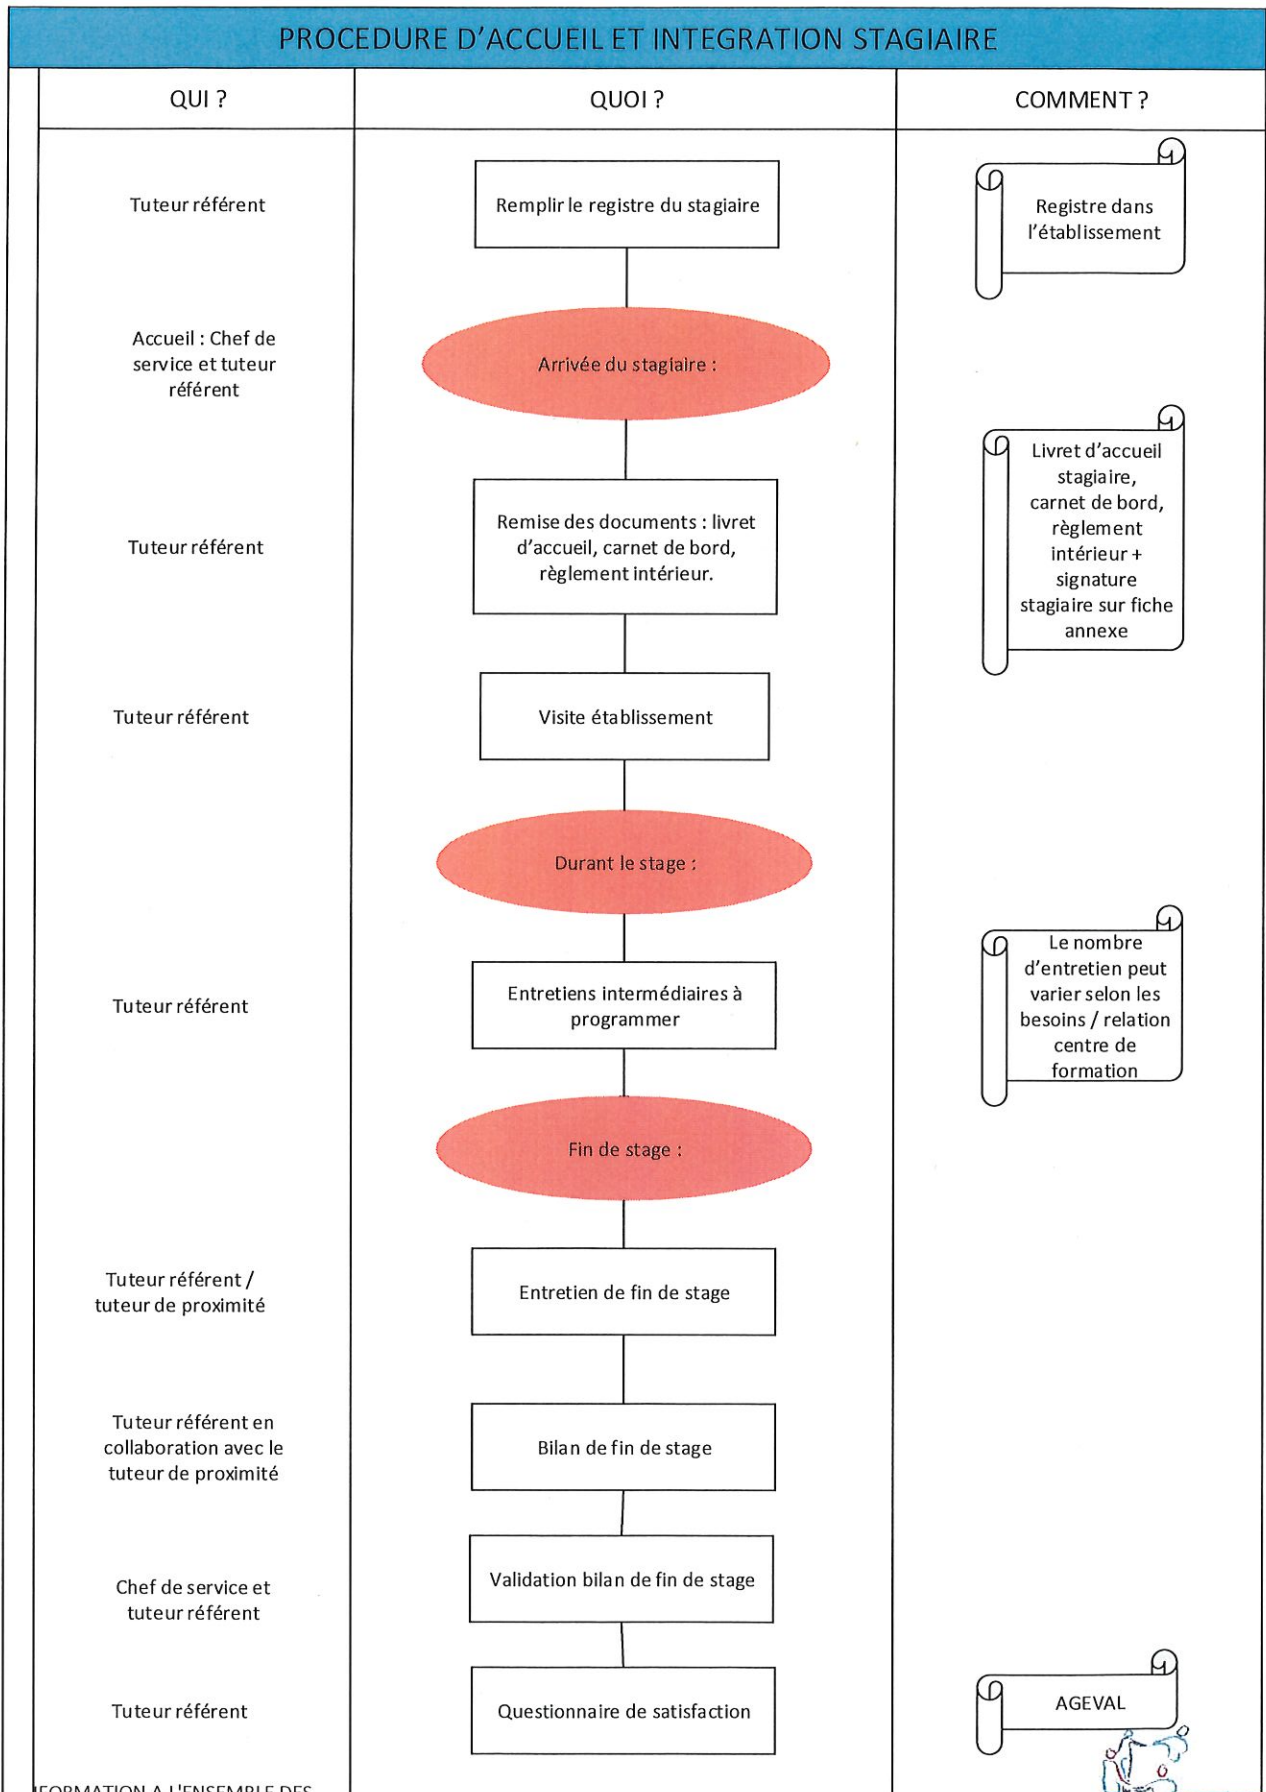 PROCEDURE D'ACCUEIL ET INTEGRATION STAGIAIRE
QUI ?
QUOI ?
COMMENT ?
Tuteur référent
Remplir le registre du stagiaire
Registre dans
l'établissement
Accueil : Chef de
service et tuteur
référent
Arrivée du stagiaire :
Tuteur référent
Remise des documents : livret
d'accueil, carnet de bord,
règlement intérieur.
Livret d'accueil
stagiaire,
carnet de bord,
règlement
intérieur +
signature
stagiaire sur fiche
annexe
Tuteur référent
Visite établissement
Durant le stage :
Tuteur référent
Entretiens intermédiaires à
programmer
Le nombre
d'entretien peut
varier selon les
besoins / relation
centre de
formation
Fin de stage :
Tuteur référent /
tuteur de proximité
Entretien de fin de stage
Tuteur référent en
collaboration avec le
tuteur de proximité
Bilan de fin de stage
Chef de service et
tuteur référent
Validation bilan de fin de stage
Tuteur référent
Questionnaire de satisfaction
AGEVAL
A L'ENSEMBLE DES